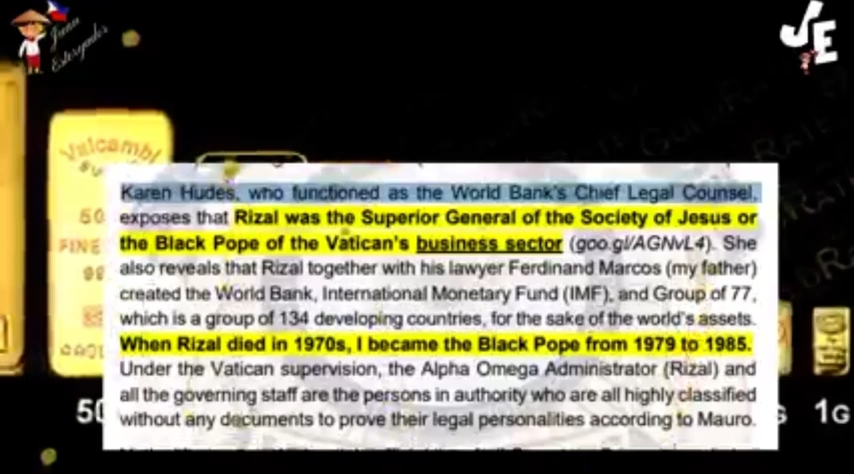 Juan
Estoryador
JE
Valcambi
50
FINE
Karen Hudes, who functioned as the World Bank's Chief Legal Counsel,
exposes that Rizal was the Superior General of the Society of Jesus or
the Black Pope of the Vatican's business sector (goo.gl/AGNvL4). She
also reveals that Rizal together with his lawyer Ferdinand Marcos (my father)
created the World Bank, International Monetary Fund (IMF), and Group of 77,
which is a group of 134 developing countries, for the sake of the world's assets.
When Rizal died in 1970s, I became the Black Pope from 1979 to 1985.
Under the Vatican supervision, the Alpha Omega Administrator (Rizal) and
all the governing staff are the persons in authority who are all highly classified
without any documents to prove their legal personalities according to Mauro.
50
1G